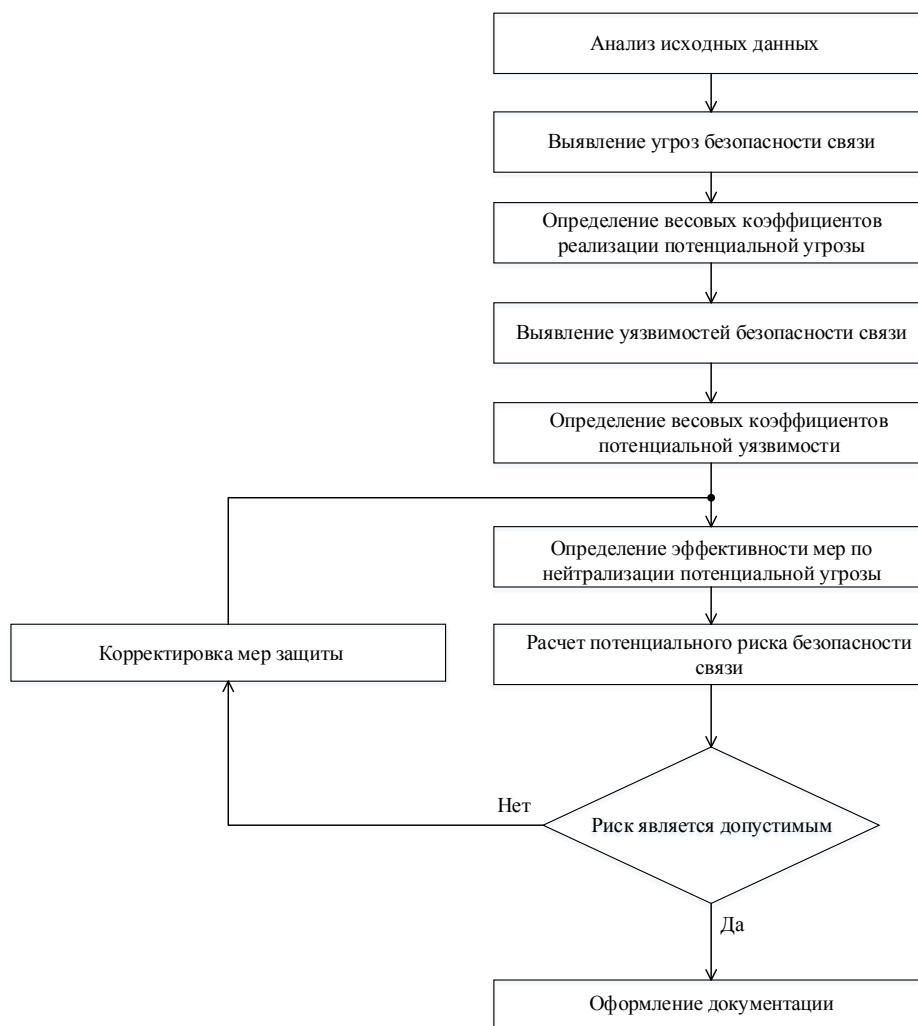 Анализ исходных данных
Выявление угроз безопасности связи
Определение весовых коэффициентов
реализации потенциальной угрозы
Выявление уязвимостей безопасности связи
Определение весовых коэффициентов
потенциальной уязвимости
Определение эффективности мер по
нейтрализации потенциальной угрозы
Расчет потенциального риска безопасности
связи
Корректировка мер защиты
Нет
Риск является допустимым
Да
Оформление документации